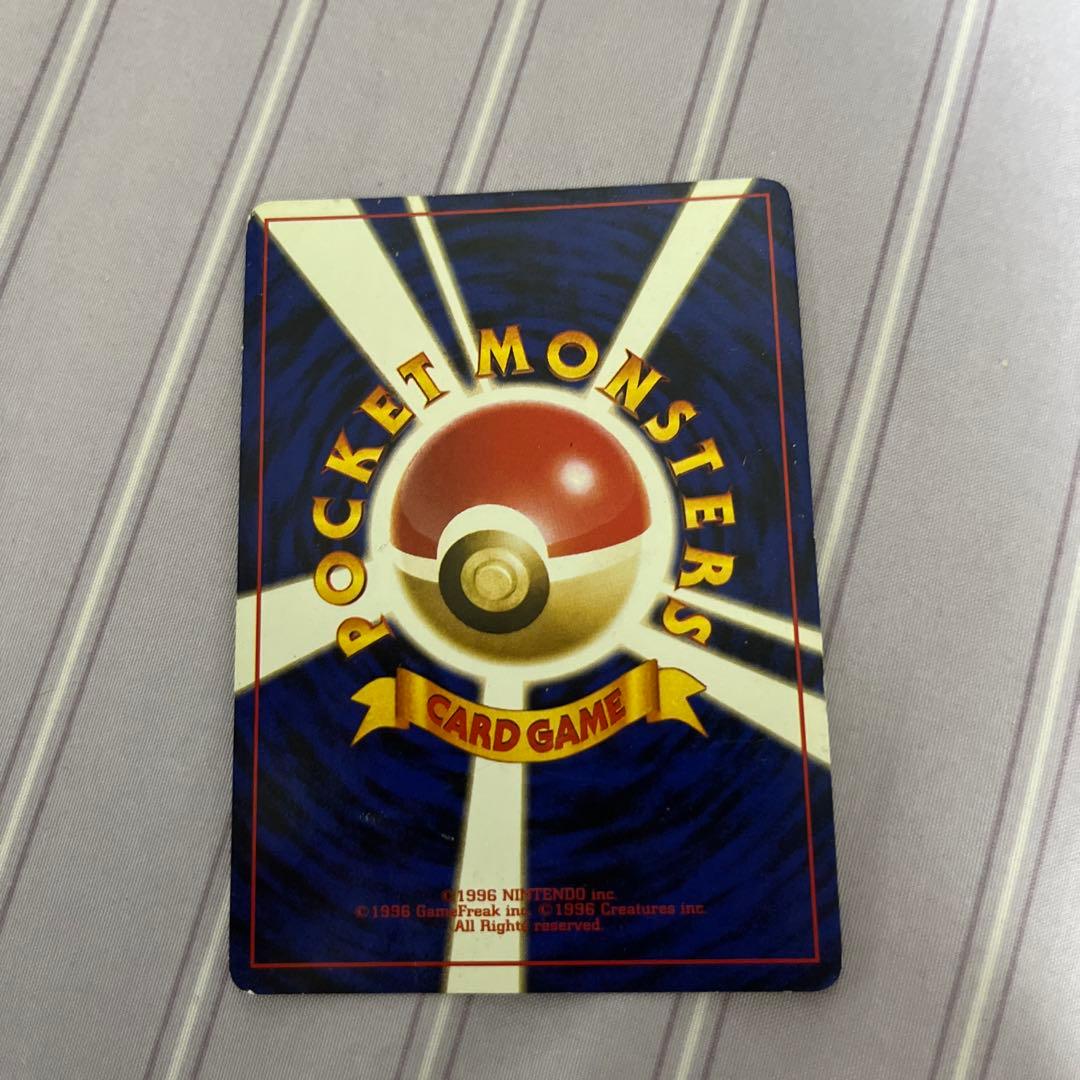 POCKET MONSTERS
CARD GAME
©1996 NINTENDO inc.
©1996 GameFreak inc. ©1996 Creatures inc.
All Rights reserved.